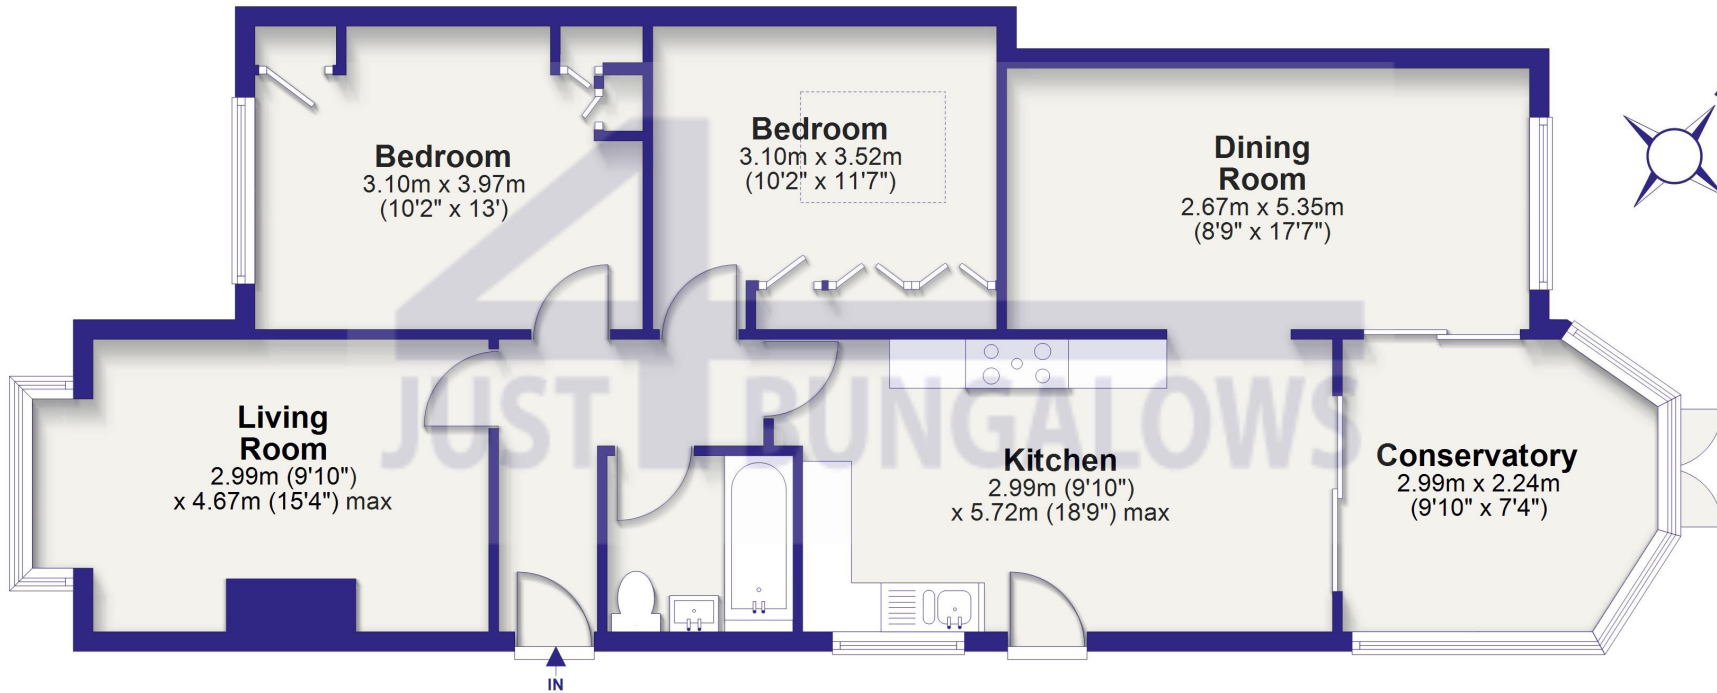 Bedroom
3.10m x 3.97m
(10'2" x 13')
Bedroom
3.10m x 3.52m
(10'2" x 11'7")
Dining
Room
2.67m x 5.35m
(8'9" x 17'7")
Living
Room
2.99m (9'10")
x 4.67m (15'4") max
Kitchen
2.99m (9'10")
x 5.72m (18'9") max
Conservatory
2.99m x 2.24m
(9'10" x 7'4")
4
JUST BUNGALOWS
IN